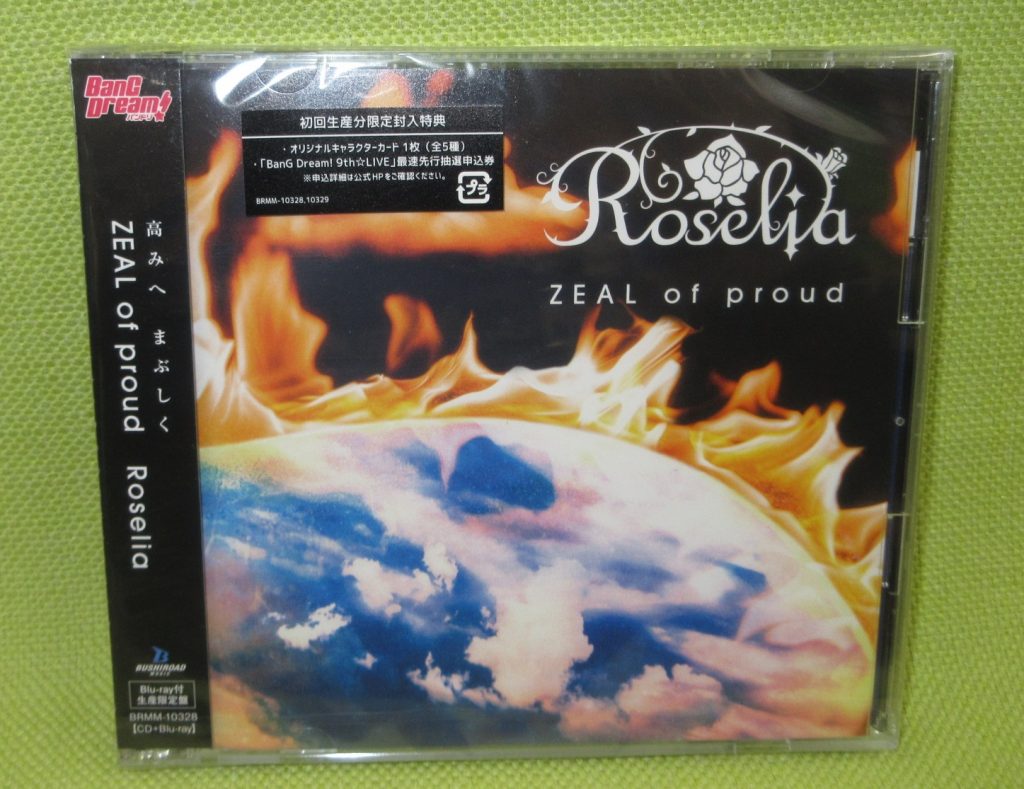 BanG
Dream!
バンドリ!
高みへ まぶしく
ZEAL of proud Roselia
BUSHIROAD
MUSIC
Blu-ray付
生産限定盤
BRMM-10328
【CD+Blu-ray】
初回生産分限定封入特典
・オリジナルキャラクターカード 1枚（全5種）
・「BanG Dream! 9th☆LIVE」最速先行抽選申込券
※申込詳細は公式HPをご確認ください。
プラ
BRMM-10328,10329
Roselia
ZEAL of proud